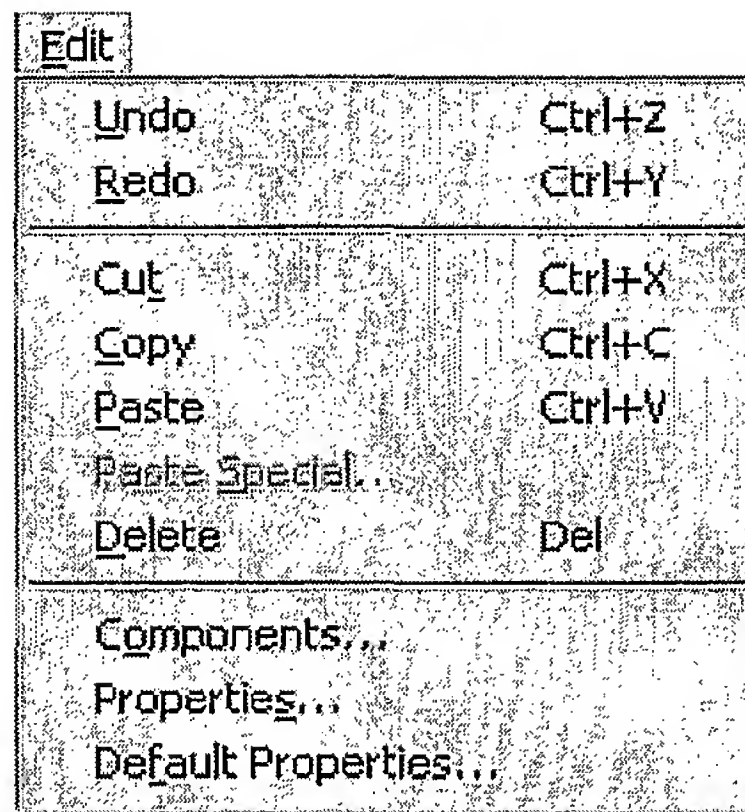 Edit
Undo Ctrl+Z
Redo Ctrl+Y
Cut Ctrl+X
Copy Ctrl+C
Paste Ctrl+V
Paste Special...
Delete Del
Components...
Properties...
Default Properties...